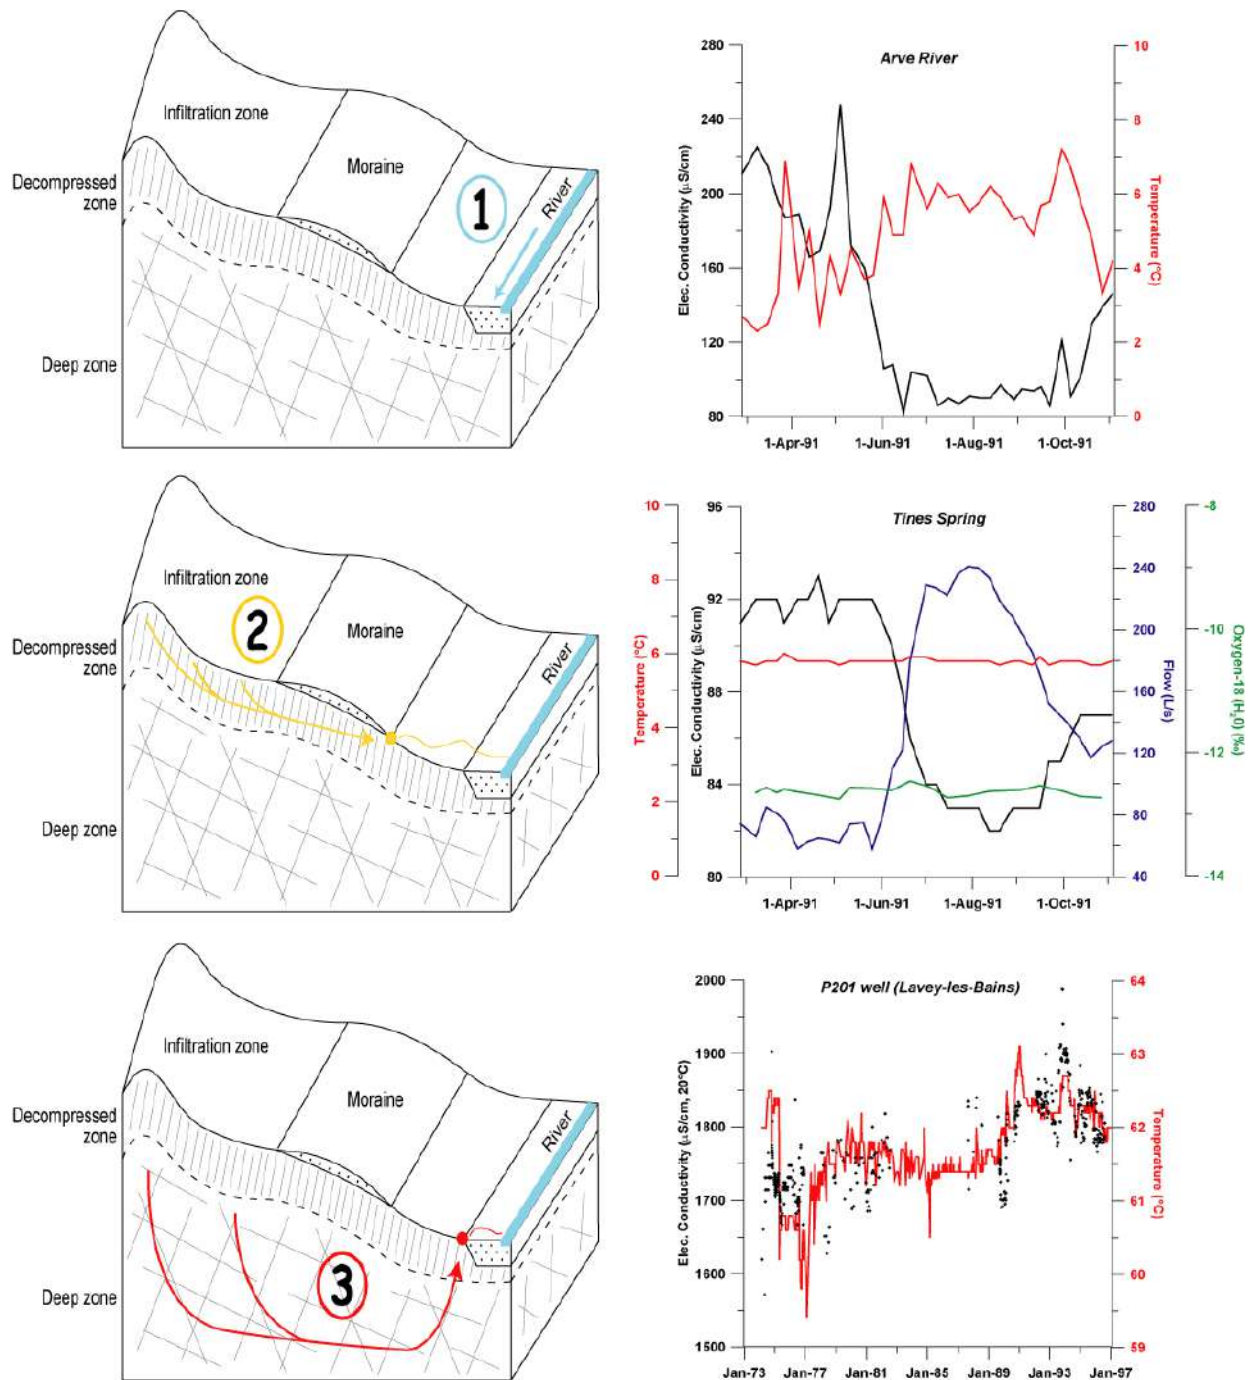 Infiltration zone
Decompressed
zone
Moraine
1
River
Deep zone
Arve River
280
240
200
160
120
80
Elec. Conductivity (µS/cm)
10
8
6
4
2
0
Temperature (°C)
1-Apr-91 1-Jun-91 1-Aug-91 1-Oct-91
Infiltration zone
2
Decompressed
zone
Moraine
River
Deep zone
Tines Spring
10
8
6
4
2
0
Temperature (°C)
96
92
88
84
80
Elec. Conductivity (µS/cm)
280
240
200
160
120
80
40
Flow (L/s)
-8
-10
-12
-14
Oxygen-18 (H₂0) (‰)
1-Apr-91 1-Jun-91 1-Aug-91 1-Oct-91
Infiltration zone
Decompressed
zone
Moraine
River
3
Deep zone
P201 well (Lavey-les-Bains)
2000
1900
1800
1700
1600
1500
Elec. Conductivity (µS/cm, 20°C)
64
63
62
61
60
59
Temperature (°C)
Jan-73 Jan-77 Jan-81 Jan-85 Jan-89 Jan-93 Jan-97